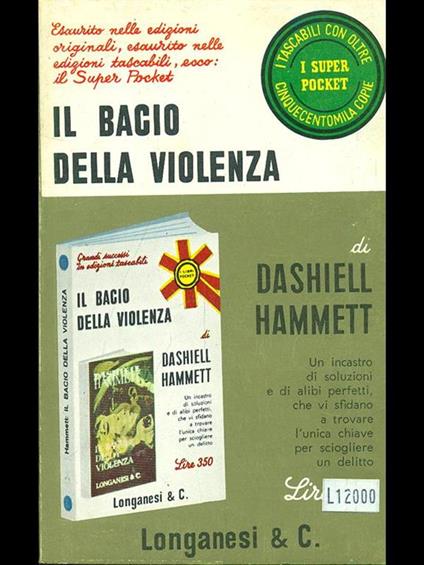 Esaurito nelle edizioni
originali, esaurito nelle
edizioni tascabili, ecco:
il Super Pocket
I TASCABILI CON OLTRE
I SUPER
POCKET
CINQUECENTOMILA COPIE
IL BACIO
DELLA VIOLENZA
di
DASHIELL
HAMMETT
Un incastro
di soluzioni
e di alibi perfetti,
che vi sfidano
a trovare
l'unica chiave
per sciogliere
un delitto
Lire
L12000
Hammett: IL BACIO DELLA VIOLENZA
Grandi successi
in edizioni tascabili
I LIBRI
POCKET
IL BACIO
DELLA VIOLENZA
di
DASHIELL
HAMMETT
Un incastro
di soluzioni
e di alibi perfetti,
che vi sfidano
a trovare
l'unica chiave
per sciogliere
un delitto
Lire 350
VIOLENZA
LONGANESI & C.
Longanesi & C.
Longanesi & C.